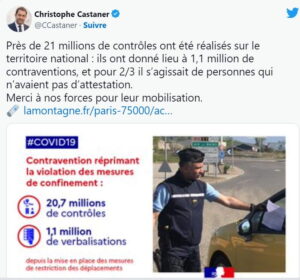 Christophe Castaner
@CCastaner · Suivre
Près de 21 millions de contrôles ont été réalisés sur le
territoire national : ils ont donné lieu à 1,1 million de
contraventions, et pour 2/3 il s’agissait de personnes qui
n’avaient pas d’attestation.
Merci à nos forces pour leur mobilisation.
lamontagne.fr/paris-75000/ac...
#COVID19
Contravention réprimant
la violation des mesures
de confinement :
20,7 millions
de contrôles
1,1 million
de verbalisations
depuis la mise en place des mesures
de restriction des déplacements